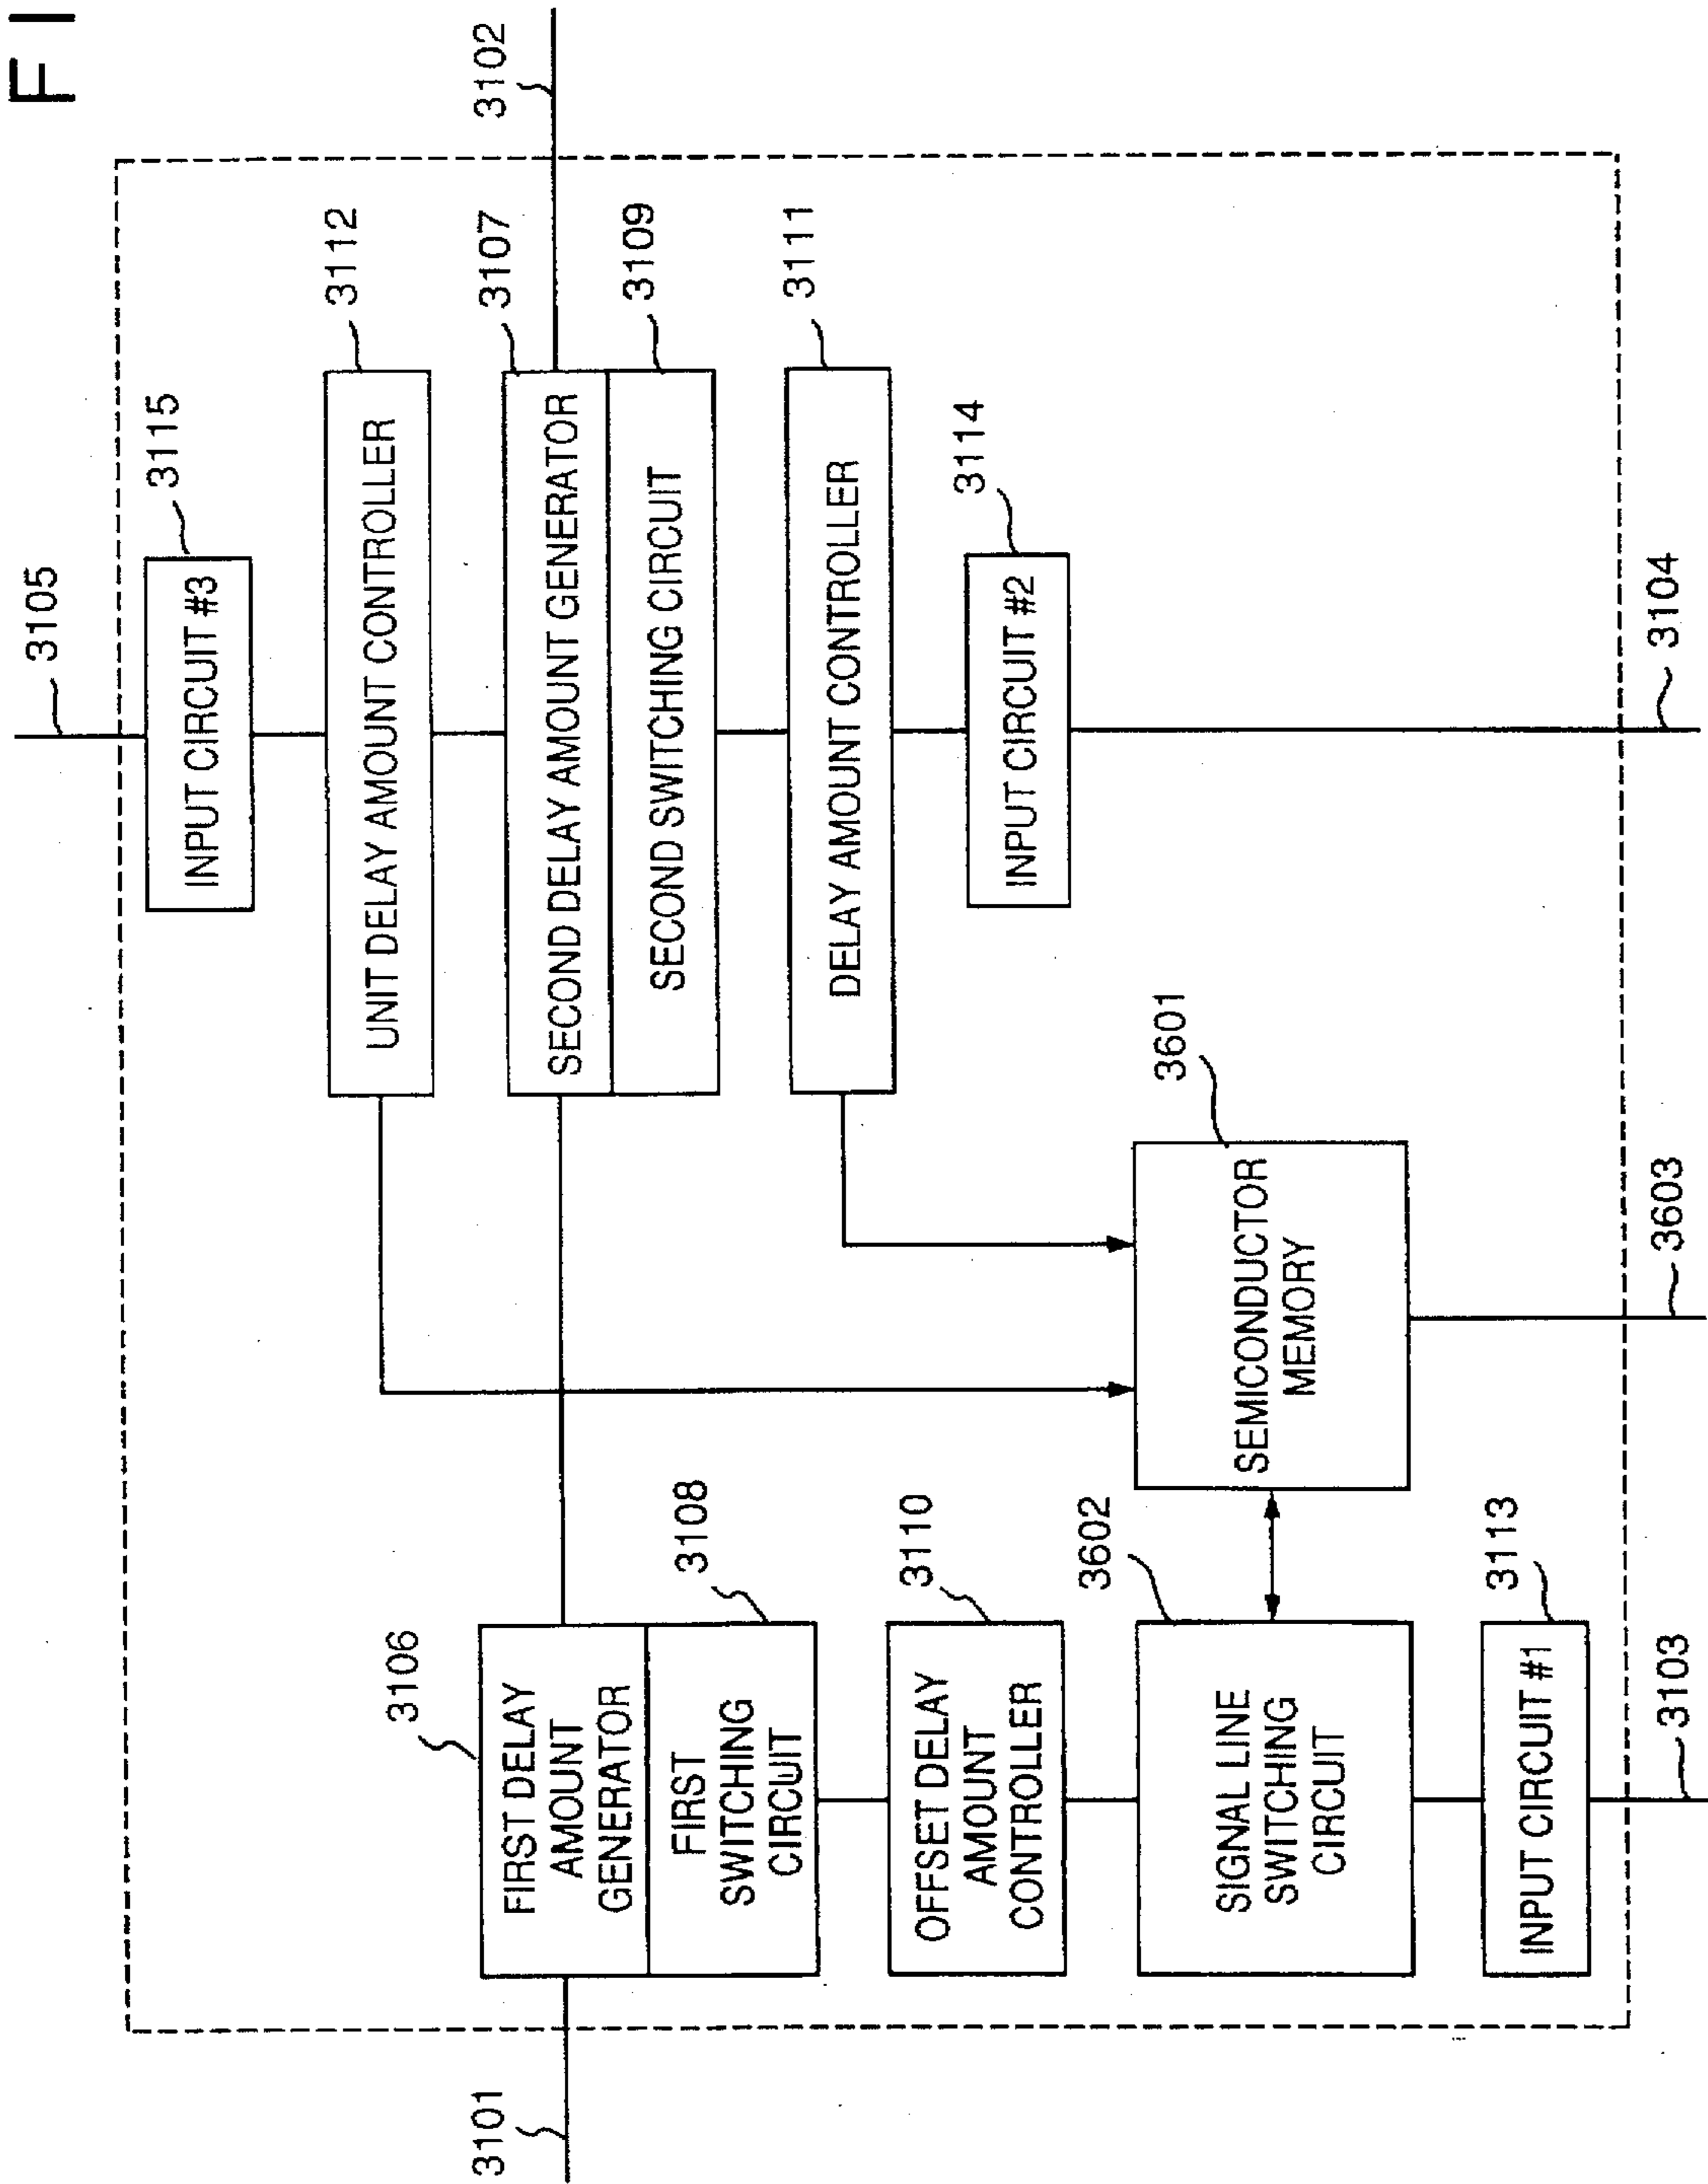 F I
3105
3115
INPUT CIRCUIT #3
3112
UNIT DELAY AMOUNT CONTROLLER
3101
3106
FIRST DELAY
AMOUNT
GENERATOR
3107
SECOND DELAY AMOUNT GENERATOR
3102
3108
FIRST
SWITCHING
CIRCUIT
3109
SECOND SWITCHING CIRCUIT
3110
OFFSET DELAY
AMOUNT
CONTROLLER
3111
DELAY AMOUNT CONTROLLER
3114
INPUT CIRCUIT #2
3602
SIGNAL LINE
SWITCHING
CIRCUIT
3601
SEMICONDUCTOR
MEMORY
3113
INPUT CIRCUIT #1
3103
3603
3104